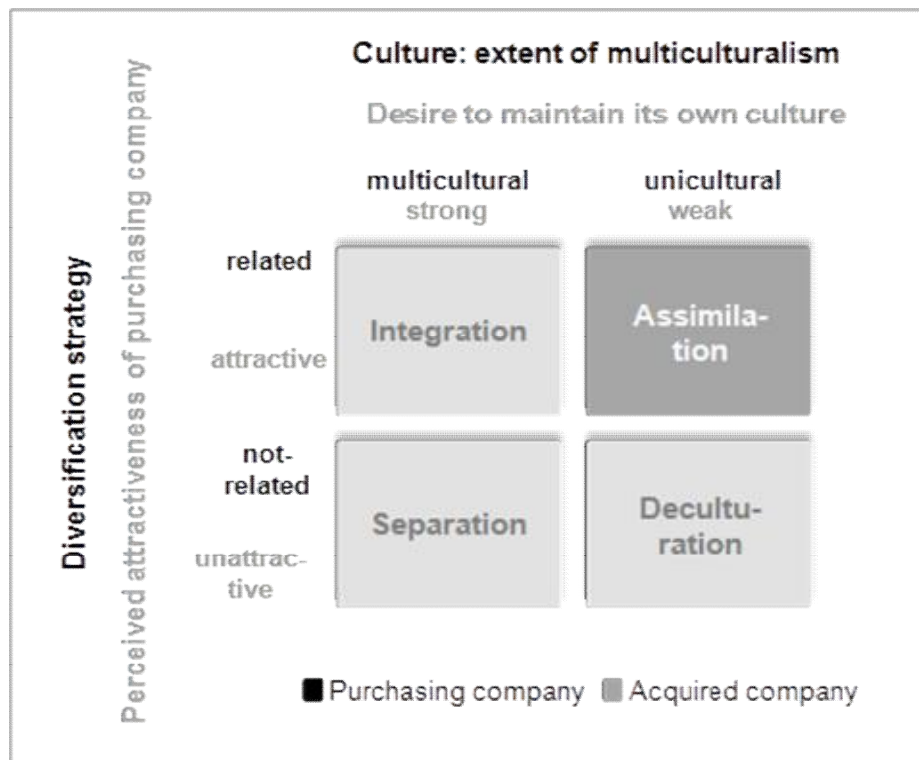 Culture: extent of multiculturalism
Desire to maintain its own culture
multicultural
strong
unicultural
weak
Diversification strategy
Perceived attractiveness of purchasing company
related
attractive
Integration
Assimila-
tion
not-
related
unattrac-
tive
Separation
Decultu-
ration
Purchasing company
Acquired company